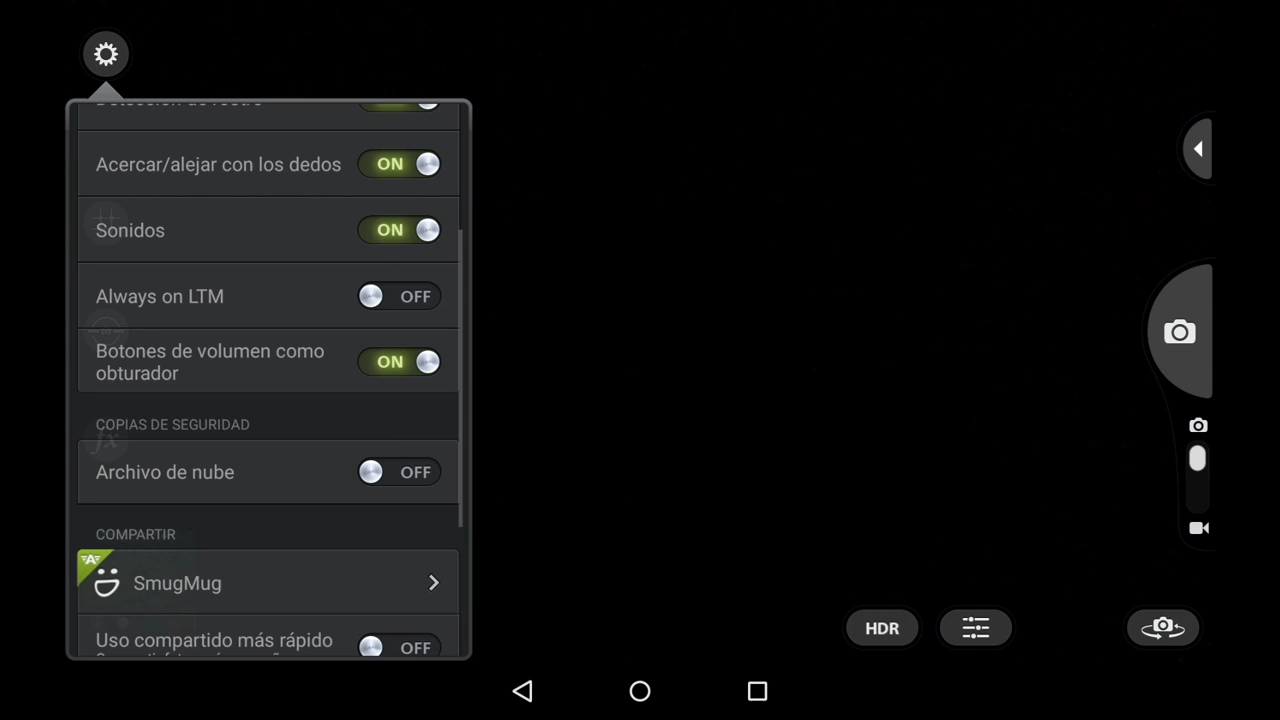 Acercar/alejar con los dedos ON
Sonidos ON
Always on LTM OFF
Botones de volumen como
obturador ON
COPIAS DE SEGURIDAD
Archivo de nube OFF
COMPARTIR
A
SmugMug
Uso compartido más rápido OFF
HDR